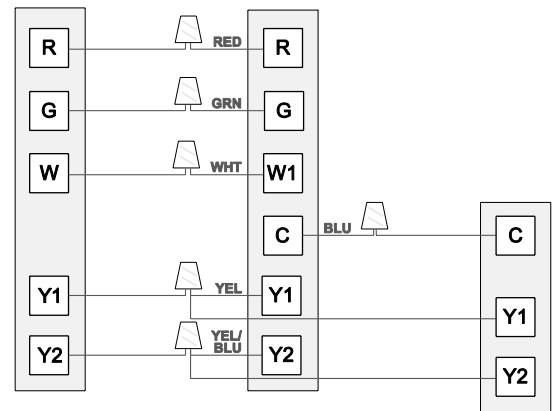 R RED R
G GRN G
W WHT W1
C BLU C
Y1 YEL Y1
Y1
Y2 YEL/
BLU Y2
Y2